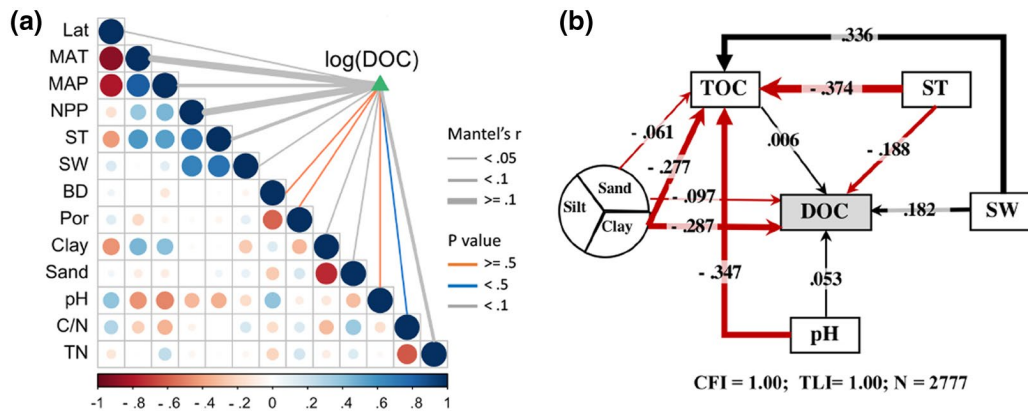 (a)
Lat
MAT
MAP
NPP
ST
SW
BD
Por
Clay
Sand
pH
C/N
TN
log(DOC)
Mantel's r
< .05
< .1
>= .1
P value
>= .5
< .5
< .1
-1 -.8 -.6 -.4 -.2 0 .2 .4 .6 .8 1
(b)
.336
TOC
- .374
ST
- .061
.006
- .188
- .277
Sand
Silt
Clay
- .097
DOC
.182
SW
- .287
- .347
.053
pH
CFI = 1.00; TLI= 1.00; N = 2777